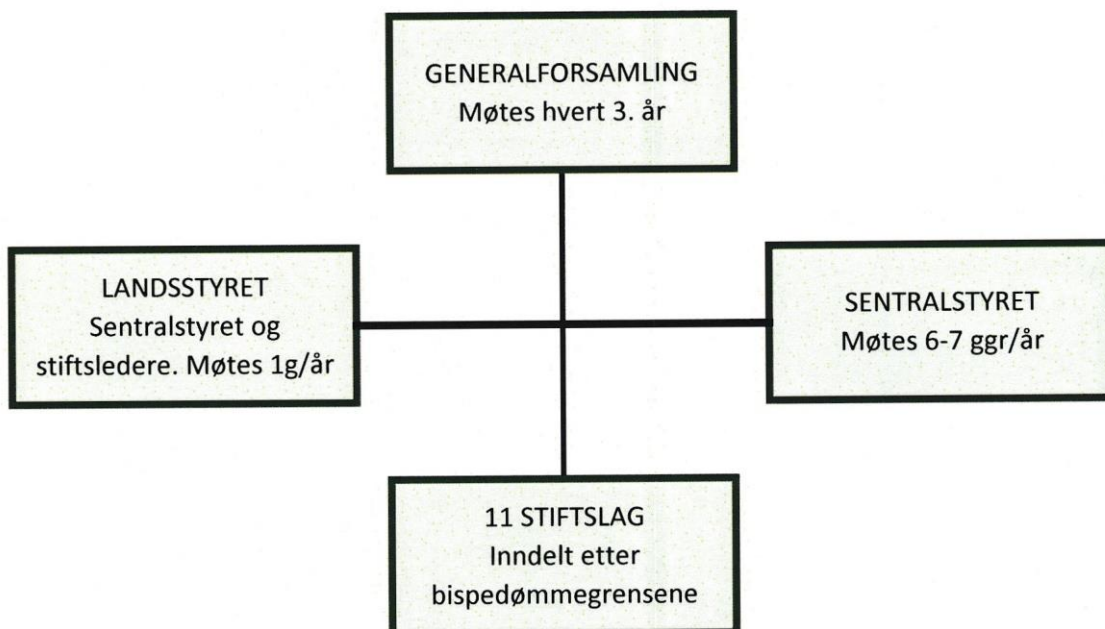 GENERALFORSAMLING
Møtes hvert 3. år
LANDSSTYRET
Sentralstyret og
stiftsledere. Møtes 1g/år
SENTRALSTYRET
Møtes 6-7 ggr/år
11 STIFTSLAG
Inndelt etter
bispedømmegrensene